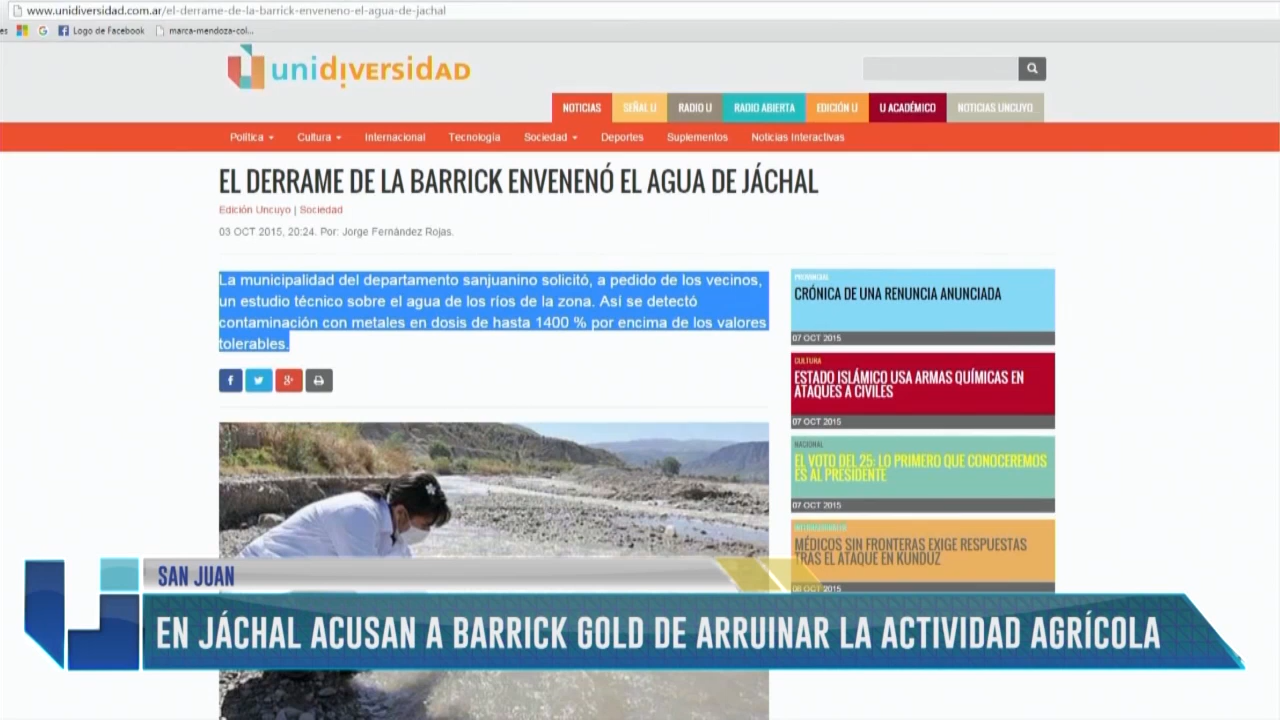 www.unidiversidad.com.ar/el-derrame-de-la-barrick-enveneno-el-agua-de-jachal
es
G
Logo de Facebook
marca-mendoza-col...
unidiversidad
NOTICIAS
SEÑAL U
RADIO U
RADIO ABIERTA
EDICIÓN U
U ACADÉMICO
NOTICIAS UNCUYO
Política
Cultura
Internacional
Tecnología
Sociedad
Deportes
Suplementos
Noticias Interactivas
EL DERRAME DE LA BARRICK ENVENENÓ EL AGUA DE JÁCHAL
Edición Uncuyo | Sociedad
03 OCT 2015, 20:24. Por: Jorge Fernández Rojas.
La municipalidad del departamento sanjuanino solicitó, a pedido de los vecinos,
un estudio técnico sobre el agua de los ríos de la zona. Así se detectó
contaminación con metales en dosis de hasta 1400 % por encima de los valores
tolerables.
PROVINCIAS
CRÓNICA DE UNA RENUNCIA ANUNCIADA
07 OCT 2015
CULTURA
ESTADO ISLÁMICO USA ARMAS QUÍMICAS EN
ATAQUES A CIVILES
07 OCT 2015
NACIONAL
EL VOTO DEL 25: LO PRIMERO QUE CONOCEREMOS
ES AL PRESIDENTE
07 OCT 2015
MÉDICOS SIN FRONTERAS EXIGE RESPUESTAS
TRAS EL ATAQUE EN KUNDUZ
06 OCT 2015
SAN JUAN
EN JÁCHAL ACUSAN A BARRICK GOLD DE ARRUINAR LA ACTIVIDAD AGRÍCOLA